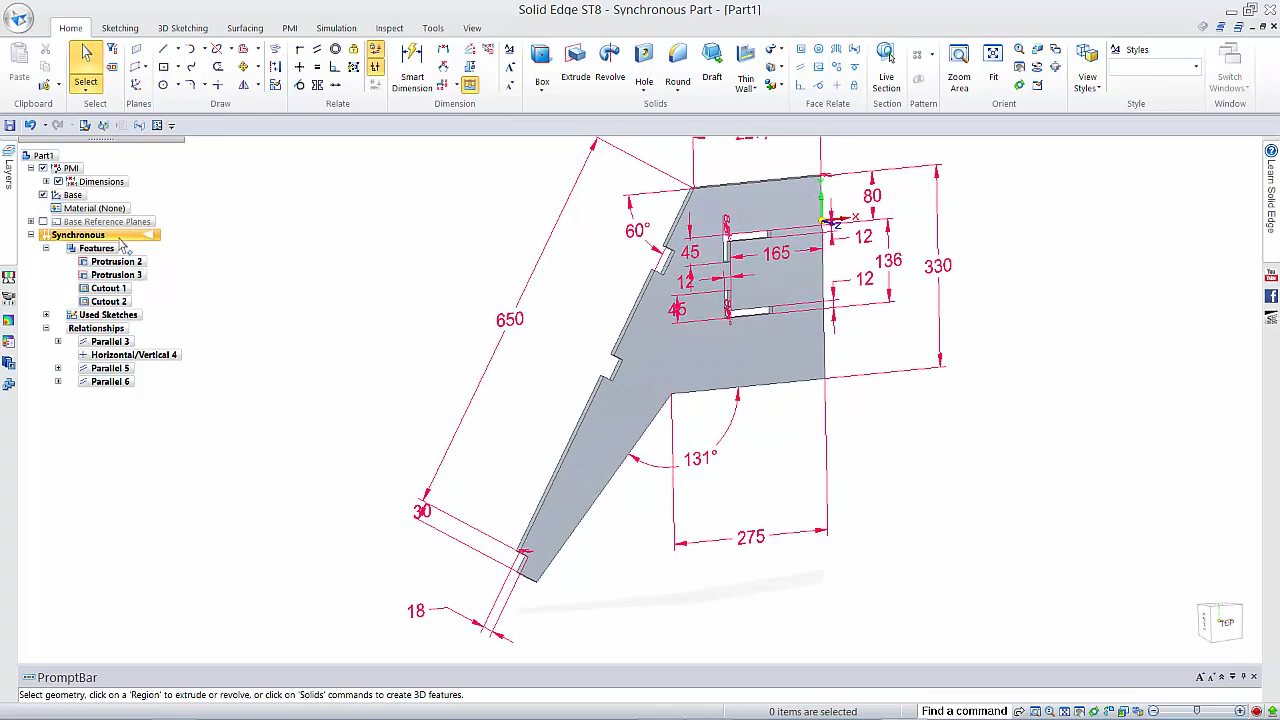 Solid Edge ST8 - Synchronous Part - [Part1]
Home
Sketching
3D Sketching
Surfacing
PMI
Simulation
Inspect
Tools
View
Paste
Select
Smart
Dimension
Box
Extrude
Revolve
Hole
Round
Draft
Thin
Wall
Live
Section
Zoom
Area
Fit
View
Styles
Styles
Switch
Windows
Clipboard
Select
Planes
Draw
Relate
Dimension
Solids
Face Relate
Section
Pattern
Orient
Style
Window
Layers
Part1
PMI
Dimensions
Base
Material (None)
Base Reference Planes
Synchronous
Features
Protrusion 2
Protrusion 3
Cutout 1
Cutout 2
Used Sketches
Relationships
Parallel 3
Horizontal/Vertical 4
Parallel 5
Parallel 6
60°
80
45
165
12
136
12
12
330
650
131°
30
275
18
X
Z
TOP
Learn Solid Edge
You
Tube
PromptBar
Select geometry, click on a 'Region' to extrude or revolve, or click on 'Solids' commands to create 3D features.
0 items are selected
Find a command